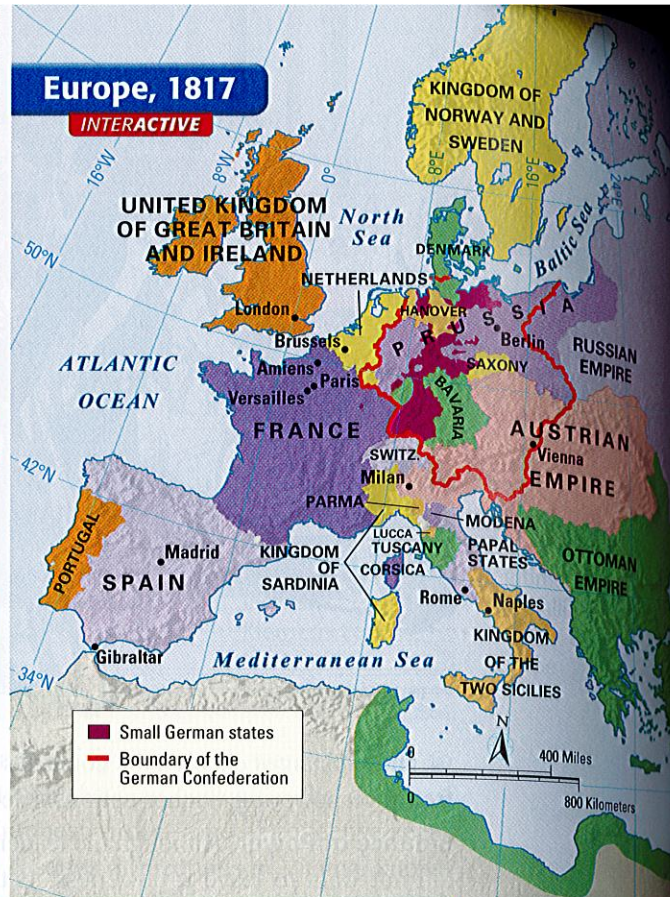 Europe, 1817
INTERACTIVE
16°W
8°W
0°
8°E
16°E
24°E
50°N
42°N
34°N
KINGDOM OF
NORWAY AND
SWEDEN
UNITED KINGDOM
OF GREAT BRITAIN
AND IRELAND
North
Sea
Baltic Sea
DENMARK
NETHERLANDS
HANOVER
London
PRUSSIA
Berlin
Brussels
RUSSIAN
EMPIRE
SAXONY
Amiens
Paris
Versailles
ATLANTIC
OCEAN
BAVARIA
FRANCE
AUSTRIAN
EMPIRE
Vienna
SWITZ.
Milan
PARMA
MODENA
LUCCA
TUSCANY
PAPAL
STATES
OTTOMAN
EMPIRE
PORTUGAL
Madrid
SPAIN
KINGDOM
OF
SARDINIA
CORSICA
Rome
Naples
KINGDOM
OF THE
TWO SICILIES
Gibraltar
Mediterranean Sea
Small German states
Boundary of the
German Confederation
N
0
400 Miles
0
800 Kilometers